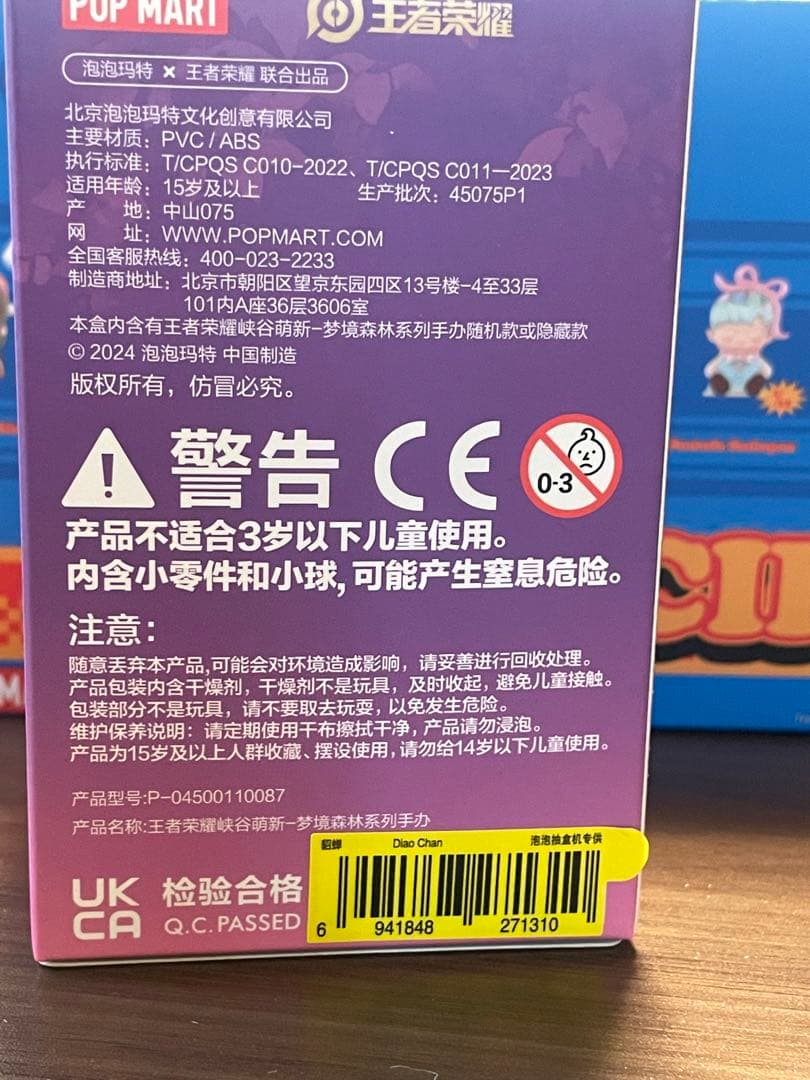 POP MART
王者荣耀
泡泡玛特 × 王者荣耀 联合出品
北京泡泡玛特文化创意有限公司
主要材质：PVC / ABS
执行标准：T/CPQS C010-2022、T/CPQS C011—2023
适用年龄：15岁及以上 生产批次：45075P1
产 地：中山075
网 址：WWW.POPMART.COM
全国客服热线：400-023-2233
制造商地址：北京市朝阳区望京东园四区13号楼-4至33层
101内A座36层3606室
本盒内含有王者荣耀峡谷萌新-梦境森林系列手办随机款或隐藏款
© 2024 泡泡玛特 中国制造
版权所有，仿冒必究。
警告 CE 0-3
产品不适合3岁以下儿童使用。
内含小零件和小球,可能产生窒息危险。
注意：
随意丢弃本产品,可能会对环境造成影响，请妥善进行回收处理。
产品包装内含干燥剂，干燥剂不是玩具，及时收起，避免儿童接触。
包装部分不是玩具，请不要取去玩耍，以免发生危险。
维护保养说明：请定期使用干布擦拭干净，产品请勿浸泡。
产品为15岁及以上人群收藏、摆设使用，请勿给14岁以下儿童使用。
产品型号:P-04500110087
产品名称:王者荣耀峡谷萌新-梦境森林系列手办
UK
CA
检验合格
Q.C. PASSED
貂蝉 Diao Chan 泡泡抽盒机专供
6 941848 271310